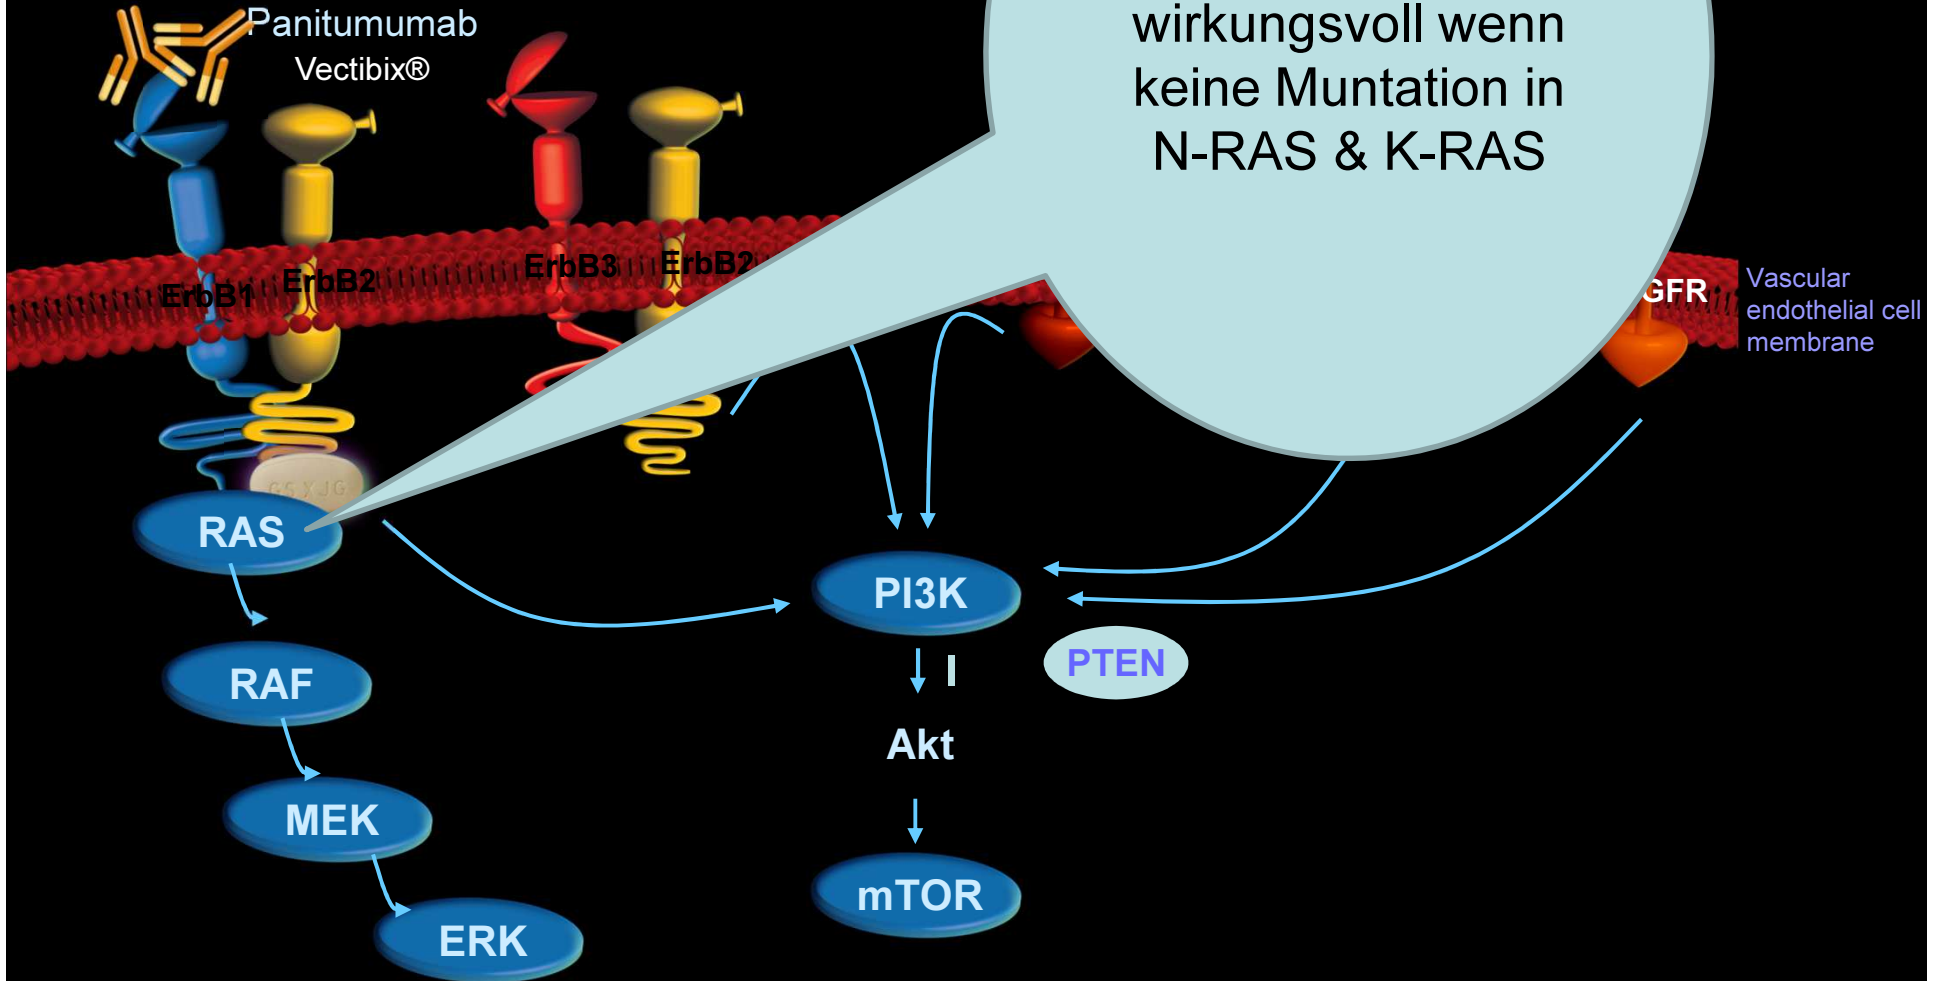 Panitumumab
Vectibix®
wirkungsvoll wenn
keine Muntation in
N-RAS & K-RAS
ErbB1
ErbB2
ErbB3
ErbB2
GFR
Vascular
endothelial cell
membrane
RAS
PI3K
PTEN
RAF
Akt
MEK
mTOR
ERK